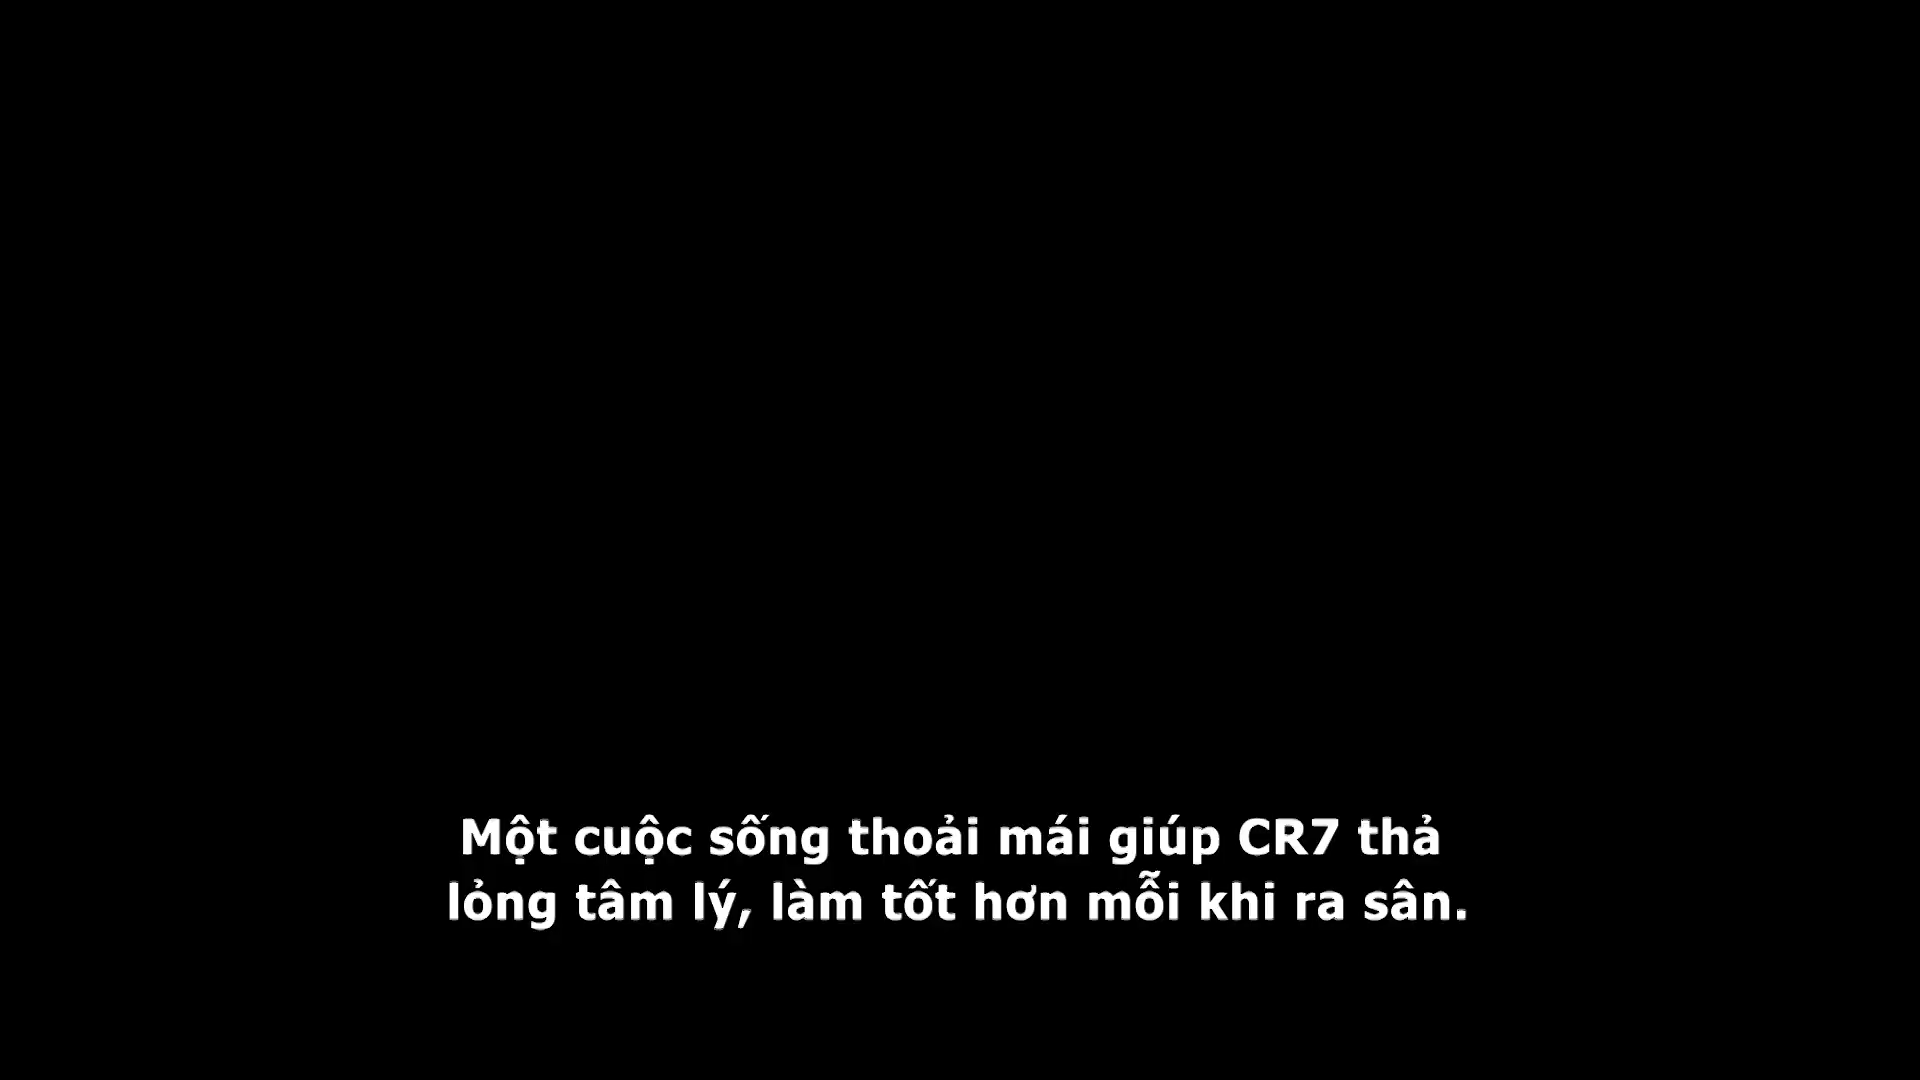 Một cuộc sống thoải mái giúp CR7 thả
lỏng tâm lý, làm tốt hơn mỗi khi ra sân.